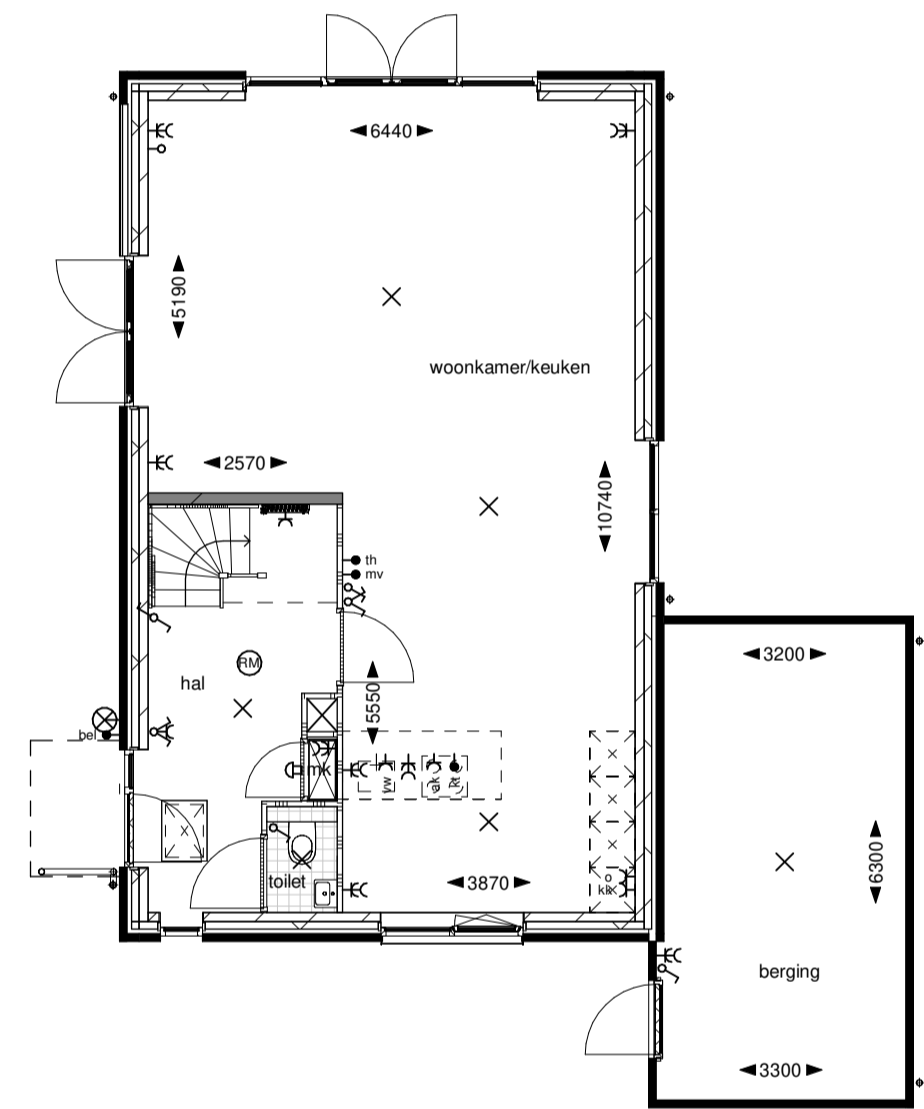 6440
5190
woonkamer/keuken
2570
10740
th
mv
RM
hal
3200
5550
bel
mk
vw
ak
Rt
kk
toilet
3870
6300
berging
3300